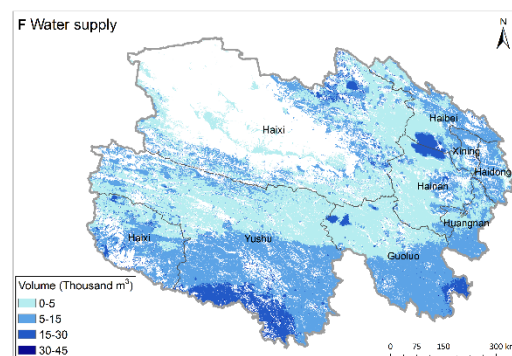 F Water supply
N
Haixi
Haibei
Xining
Haidong
Hainan
Huangnan
Haixi
Yushu
Guoluo
Volume (Thousand m³)
0-5
5-15
15-30
30-45
0 75 150 300 km